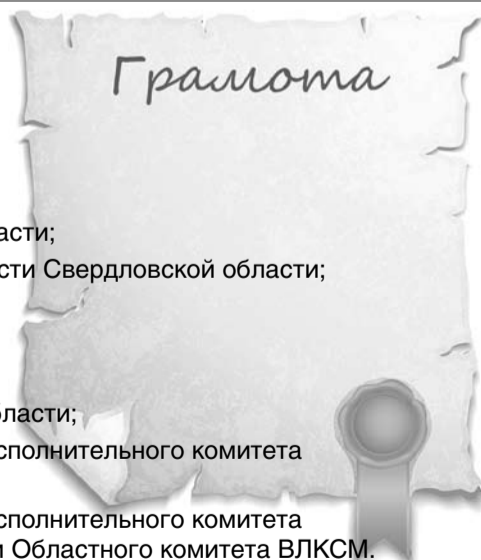 Грамота
асти;
сти Свердловской области;
бласти;
сполнительного комитета
сполнительного комитета
и Областного комитета ВЛКСМ.